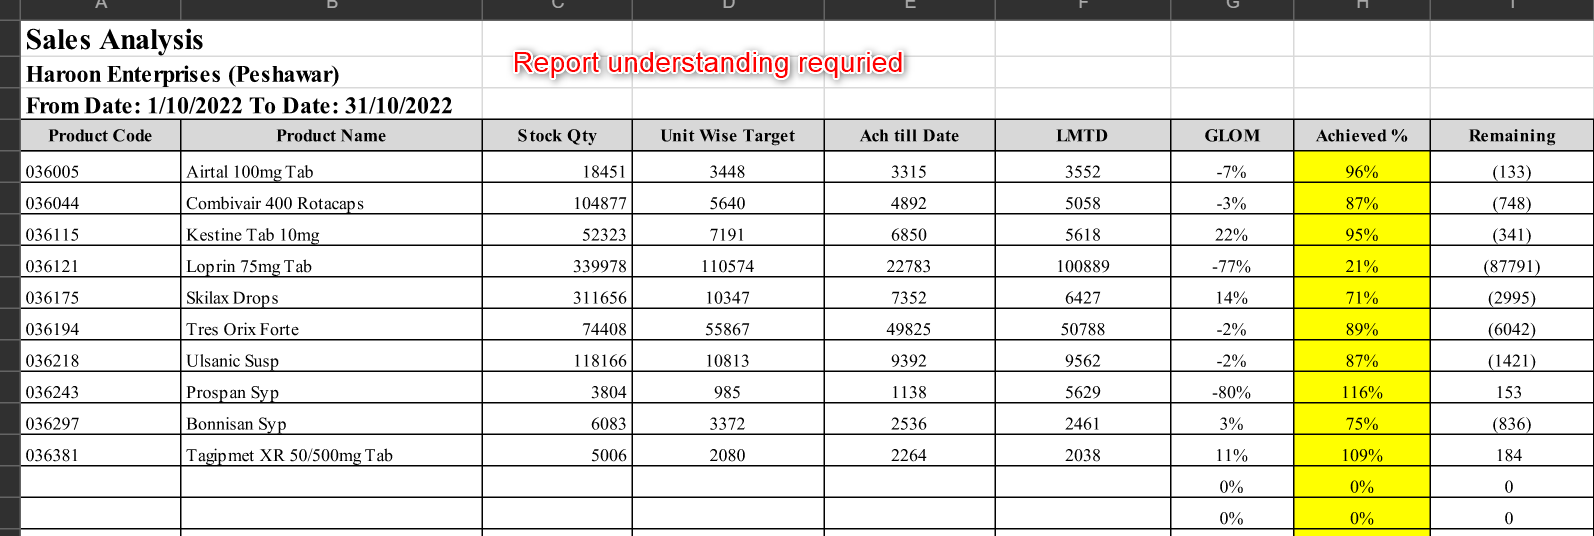 A B C D E F G H I
Sales Analysis
Report understanding requried
Haroon Enterprises (Peshawar)
From Date: 1/10/2022 To Date: 31/10/2022
Product Code Product Name Stock Qty Unit Wise Target Ach till Date LMTD GLOM Achieved % Remaining
036005 Airtal 100mg Tab 18451 3448 3315 3552 -7% 96% (133)
036044 Combivair 400 Rotacaps 104877 5640 4892 5058 -3% 87% (748)
036115 Kestine Tab 10mg 52323 7191 6850 5618 22% 95% (341)
036121 Loprin 75mg Tab 339978 110574 22783 100889 -77% 21% (87791)
036175 Skilax Drops 311656 10347 7352 6427 14% 71% (2995)
036194 Tres Orix Forte 74408 55867 49825 50788 -2% 89% (6042)
036218 Ulsanic Susp 118166 10813 9392 9562 -2% 87% (1421)
036243 Prospan Syp 3804 985 1138 5629 -80% 116% 153
036297 Bonnisan Syp 6083 3372 2536 2461 3% 75% (836)
036381 Tagipmet XR 50/500mg Tab 5006 2080 2264 2038 11% 109% 184
0% 0% 0
0% 0% 0